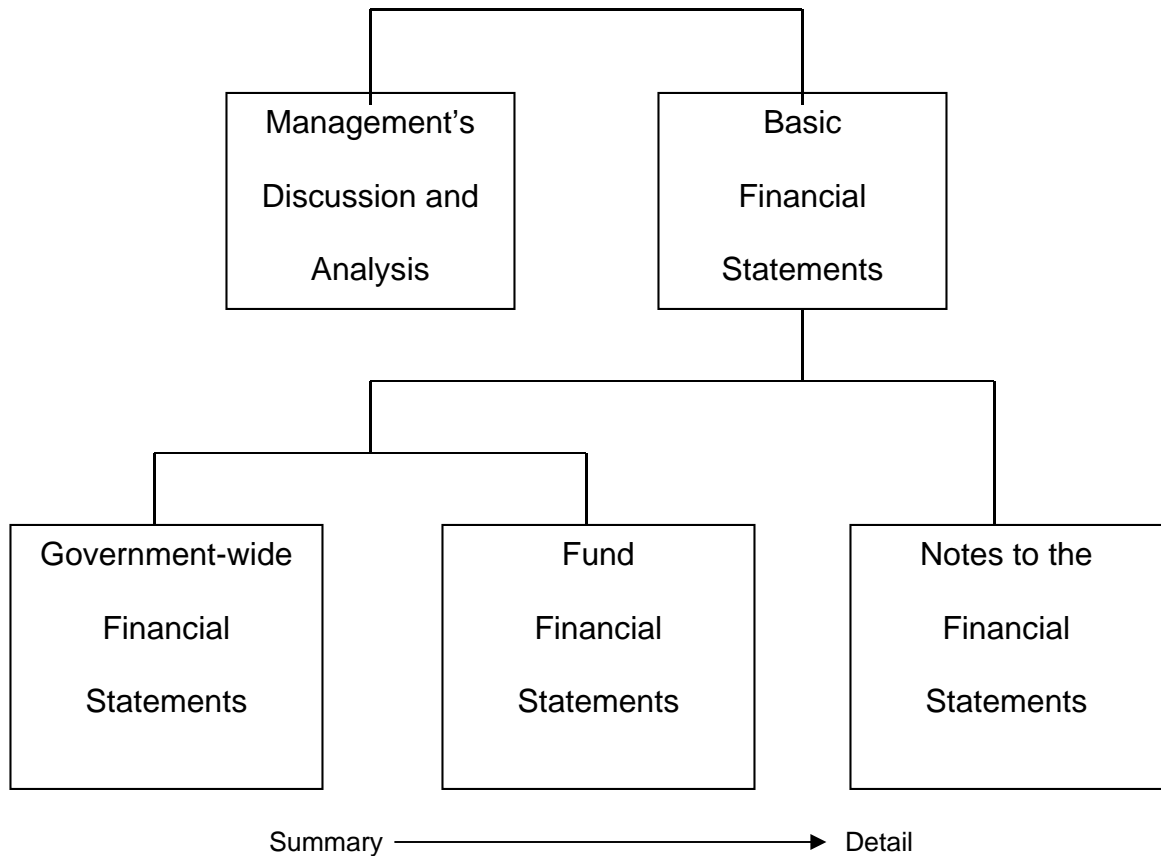 Management’s
Discussion and
Analysis
Basic
Financial
Statements
Government-wide
Financial
Statements
Fund
Financial
Statements
Notes to the
Financial
Statements
Summary
Detail